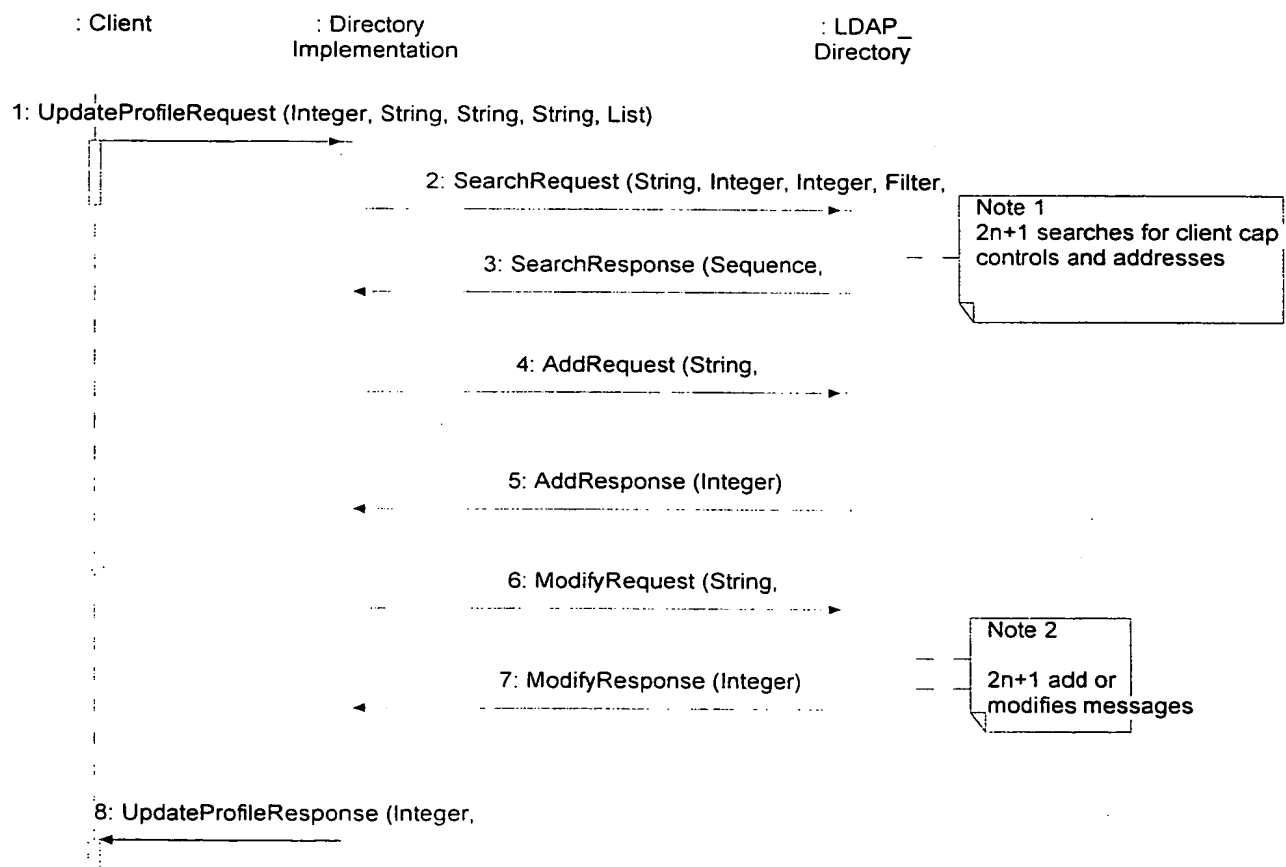 : Client
: Directory
Implementation
: LDAP_
Directory
1: UpdateProfileRequest (Integer, String, String, String, List)
2: SearchRequest (String, Integer, Integer, Filter,
Note 1
2n+1 searches for client cap
controls and addresses
3: SearchResponse (Sequence,
4: AddRequest (String,
5: AddResponse (Integer)
6: ModifyRequest (String,
Note 2
2n+1 add or
modifies messages
7: ModifyResponse (Integer)
8: UpdateProfileResponse (Integer,